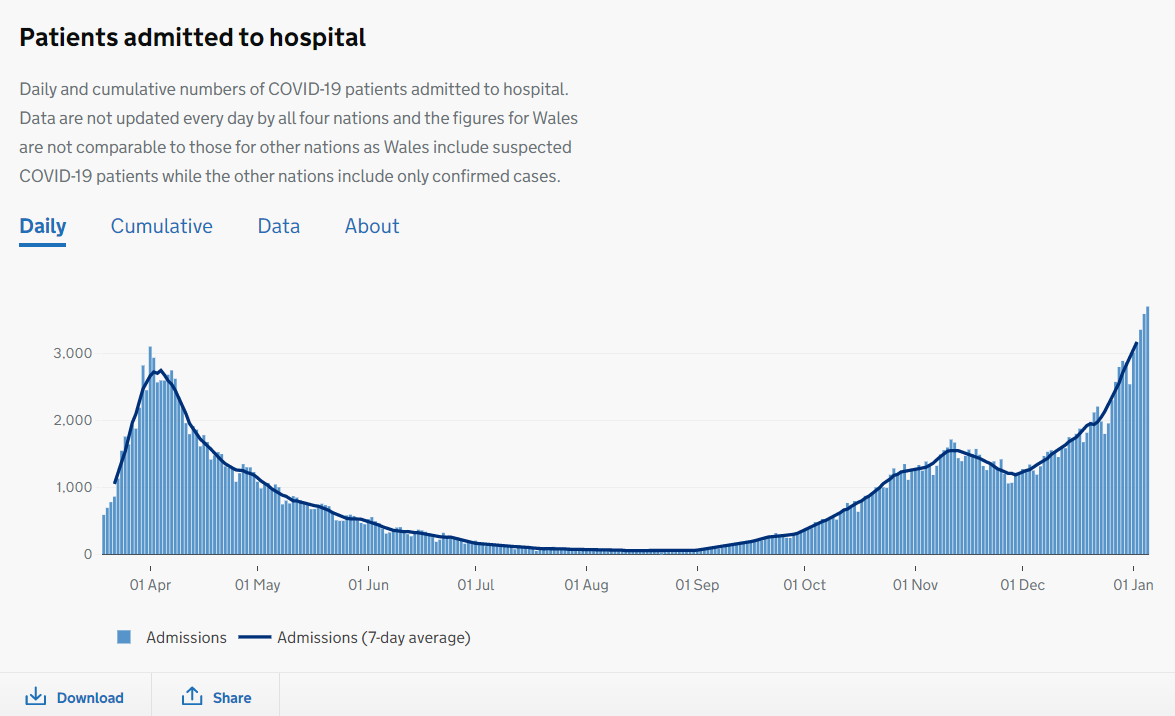 Patients admitted to hospital
Daily and cumulative numbers of COVID-19 patients admitted to hospital.
Data are not updated every day by all four nations and the figures for Wales
are not comparable to those for other nations as Wales include suspected
COVID-19 patients while the other nations include only confirmed cases.
Daily Cumulative Data About
3,000
2,000
1,000
0
01 Apr 01 May 01 Jun 01 Jul 01 Aug 01 Sep 01 Oct 01 Nov 01 Dec 01 Jan
Admissions Admissions (7-day average)
Download Share